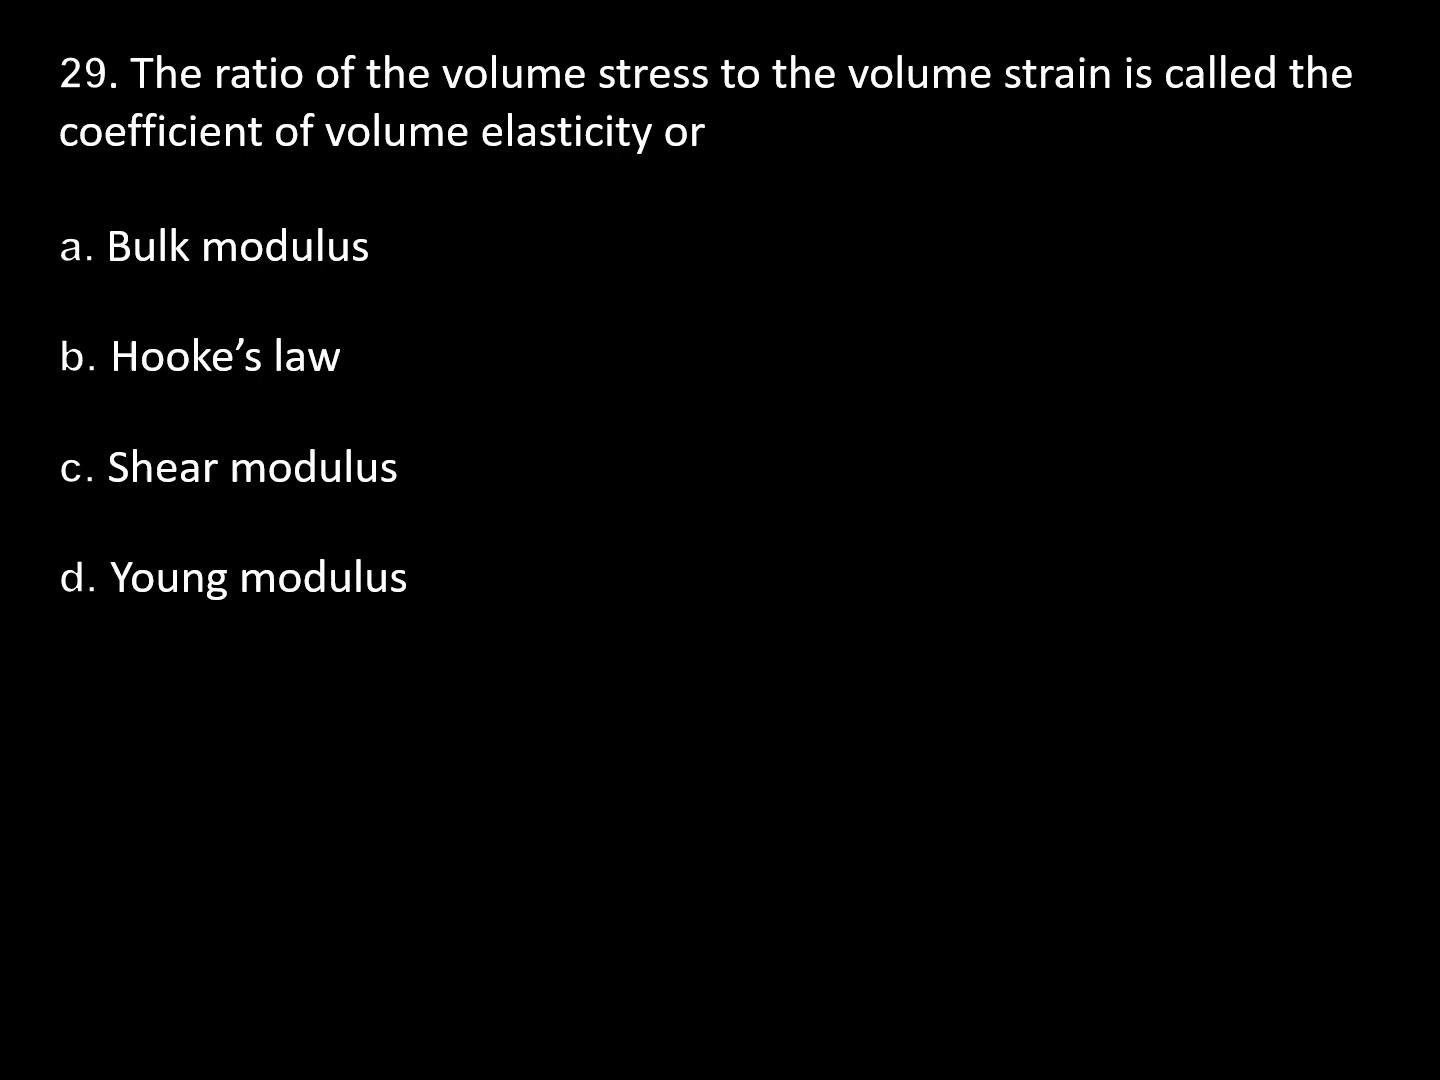 29. The ratio of the volume stress to the volume strain is called the
coefficient of volume elasticity or
a. Bulk modulus
b. Hooke’s law
c. Shear modulus
d. Young modulus